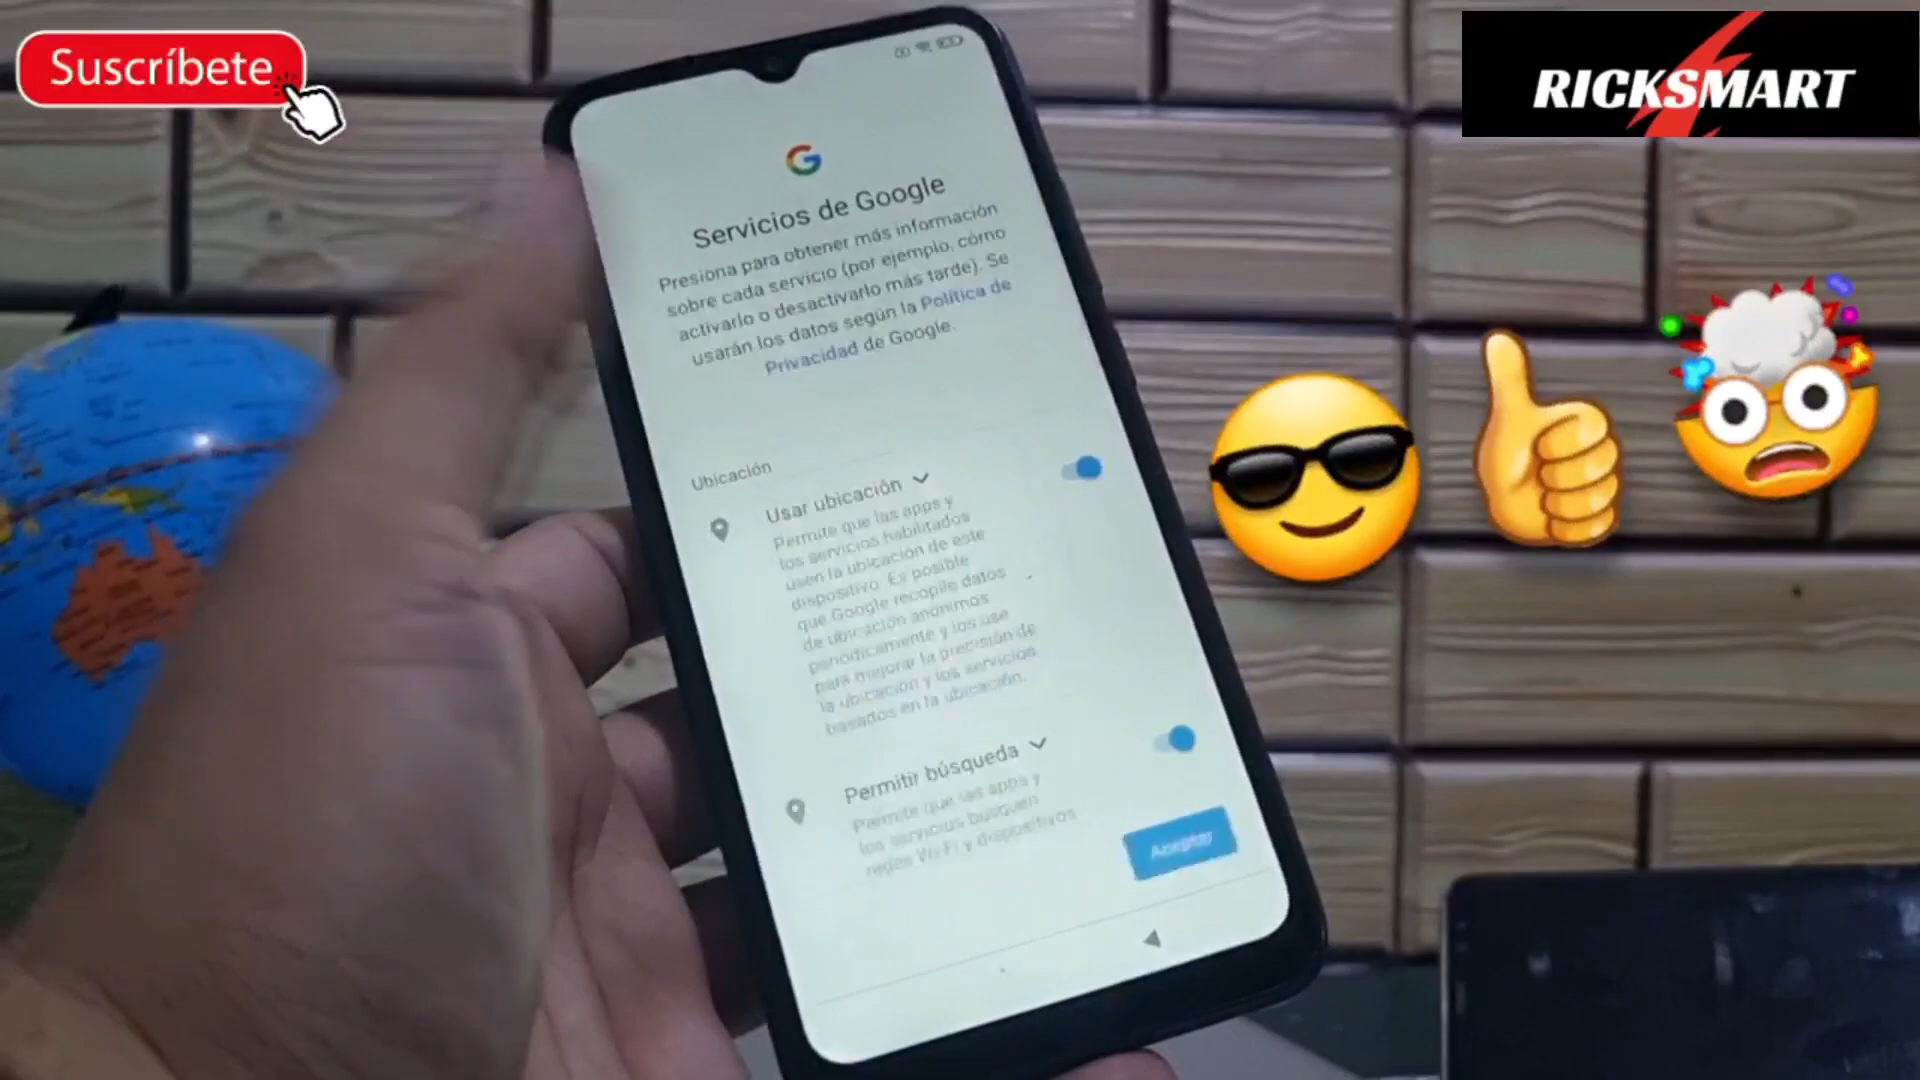 Suscríbete
RICKSMART
Servicios de Google
Presiona para obtener más información
sobre cada servicio (por ejemplo, cómo
activarlo o desactivarlo más tarde). Se
usarán los datos según la Política de
Privacidad de Google.
Ubicación
Usar ubicación
Permite que las apps y
los servicios habilitados
usen la ubicación de este
dispositivo. Es posible
que Google recopile datos
de ubicación anónimos
periódicamente y los use
para mejorar la precisión de
la ubicación y los servicios
basados en la ubicación.
Permitir búsqueda
Permite que las apps y
los servicios busquen
redes Wi-Fi y dispositivos
Aceptar